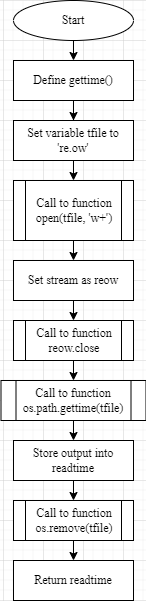 Start
Define gettime()
Set variable tfile to
're.ow'
Call to function
open(tfile, 'w+')
Set stream as reow
Call to function
reow.close
Call to function
os.path.gettime(tfile)
Store output into
readtime
Call to function
os.remove(tfile)
Return readtime